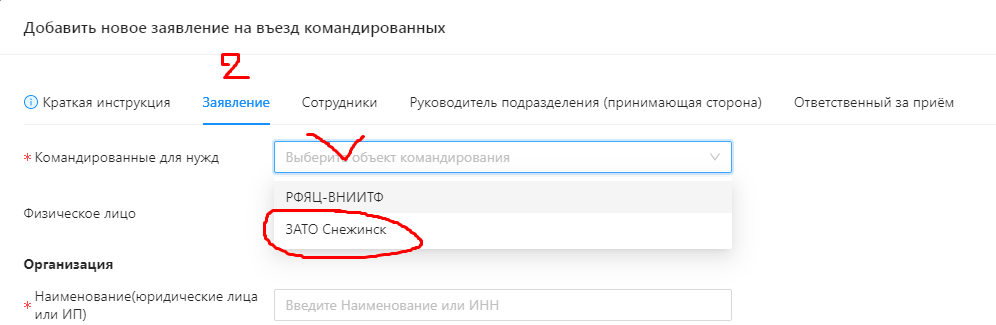 Добавить новое заявление на въезд командированных
2
Краткая инструкция Заявление Сотрудники Руководитель подразделения (принимающая сторона) Ответственный за приём
* Командированные для нужд Выберите объект командирования
РФЯЦ-ВНИИТФ
Физическое лицо
ЗАТО Снежинск
Организация
* Наименование(юридические лица или ИП) Введите Наименование или ИНН